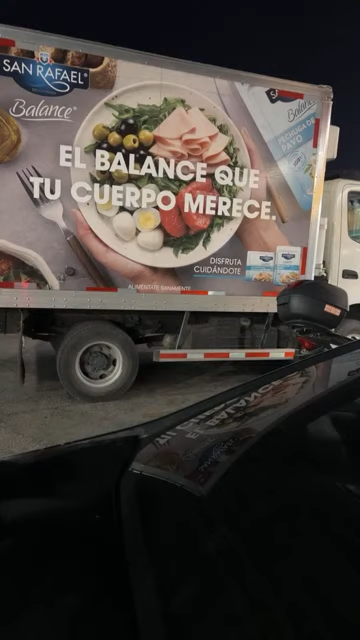 SAN RAFAEL
Balance
EL BALANCE QUE
TU CUERPO MERECE.
Balance
PECHUGA DE
PAVO
DISFRUTA
CUIDÁNDOTE
ALIMÉNTATE SANAMENTE